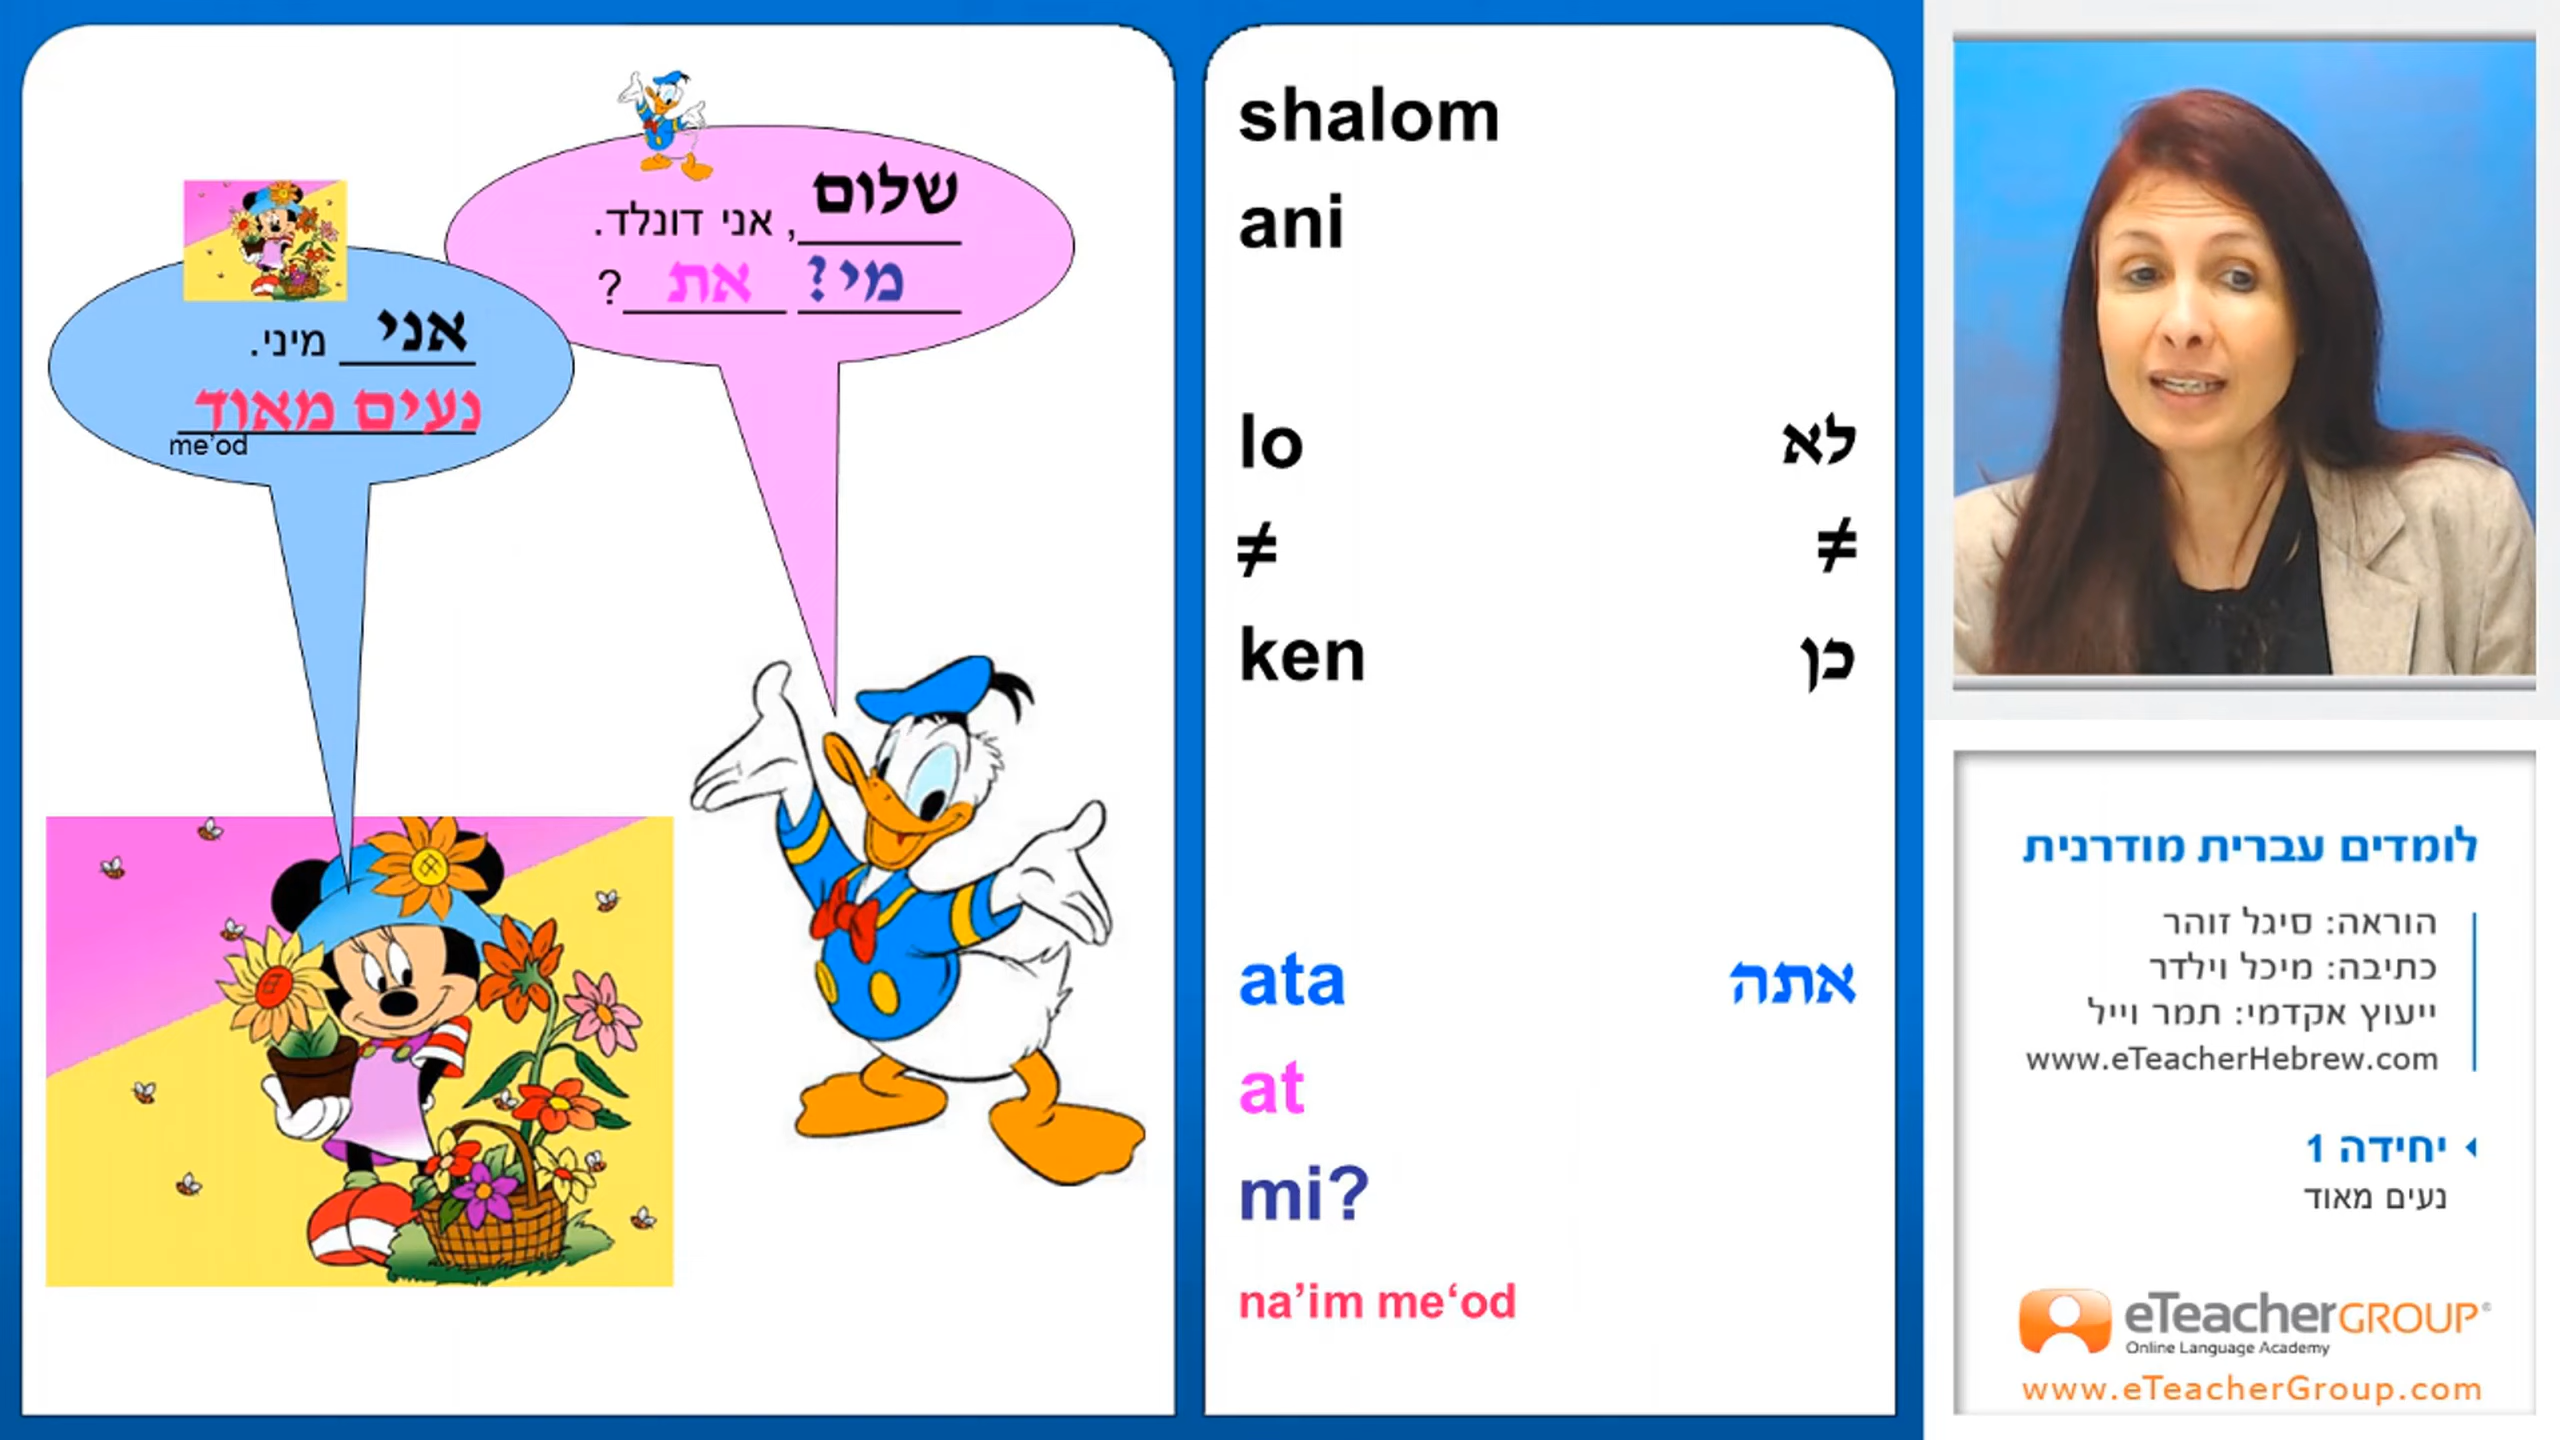 שלום, אני דונלד.
מי? את?
אני מיני.
נעים מאוד
me'od
shalom
ani
lo לא
≠ ≠
ken כן
ata אתה
at
mi?
na’im me‘od
לומדים עברית מודרנית
הוראה: סיגל זוהר
כתיבה: מיכל וילדר
ייעוץ אקדמי: תמר וייל
www.eTeacherHebrew.com
יחידה 1
נעים מאוד
eTeacherGROUP®
Online Language Academy
www.eTeacherGroup.com